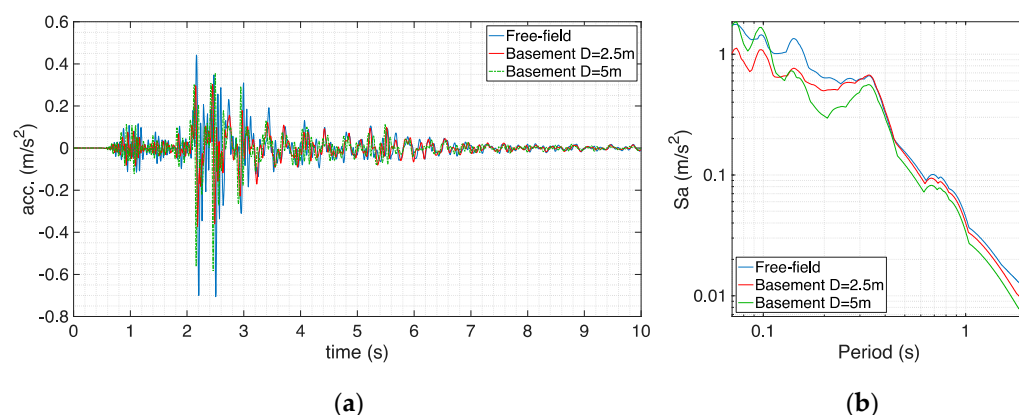 0.6
0.4
0.2
0
-0.2
-0.4
-0.6
-0.8
acc. (m/s²)
Free-field
Basement D=2.5m
Basement D=5m
0 1 2 3 4 5 6 7 8 9 10
time (s)
(a)
1
0.1
0.01
Sa (m/s²)
Free-field
Basement D=2.5m
Basement D=5m
0.1 1
Period (s)
(b)